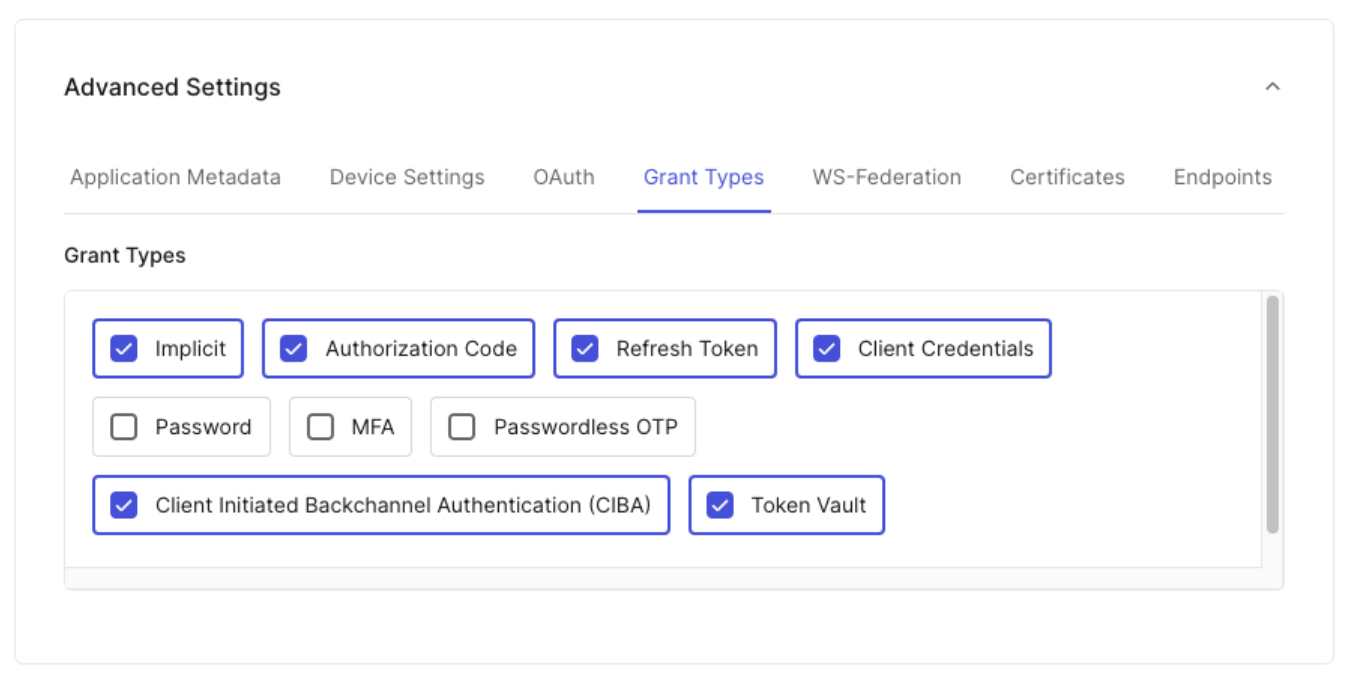 Advanced Settings
Application Metadata Device Settings OAuth Grant Types WS-Federation Certificates Endpoints
Grant Types
Implicit Authorization Code Refresh Token Client Credentials
Password MFA Passwordless OTP
Client Initiated Backchannel Authentication (CIBA) Token Vault